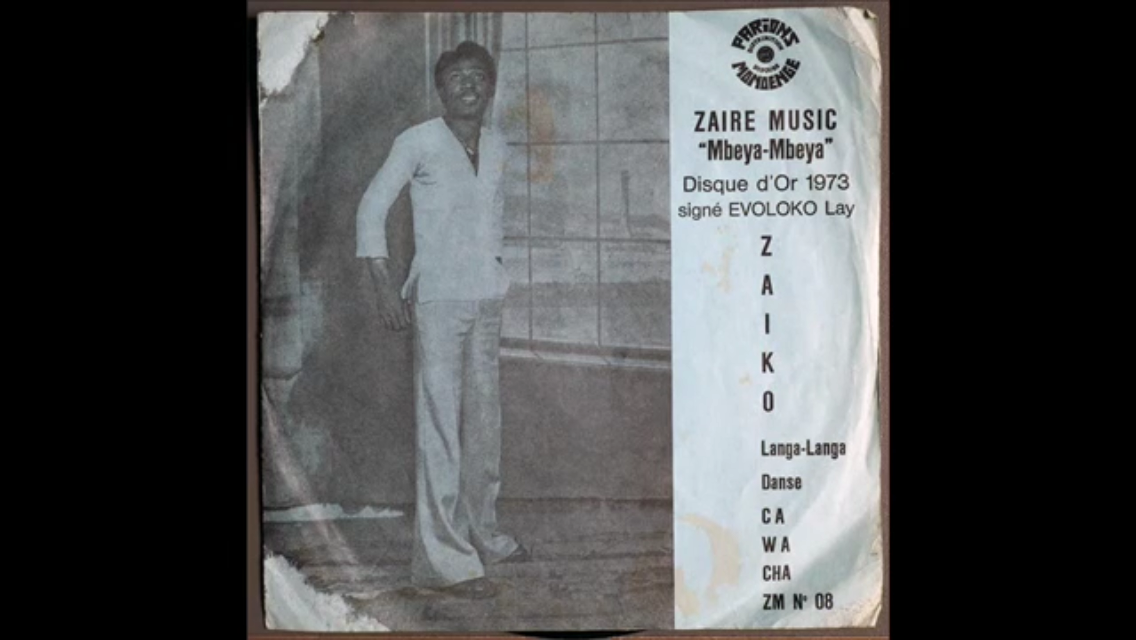 PARIONS
MONDENGE
ZAIRE MUSIC
"Mbeya-Mbeya"
Disque d'Or 1973
signé EVOLOKO Lay
Z
A
I
K
O
Langa-Langa
Danse
CA
WA
CHA
ZM N° 08